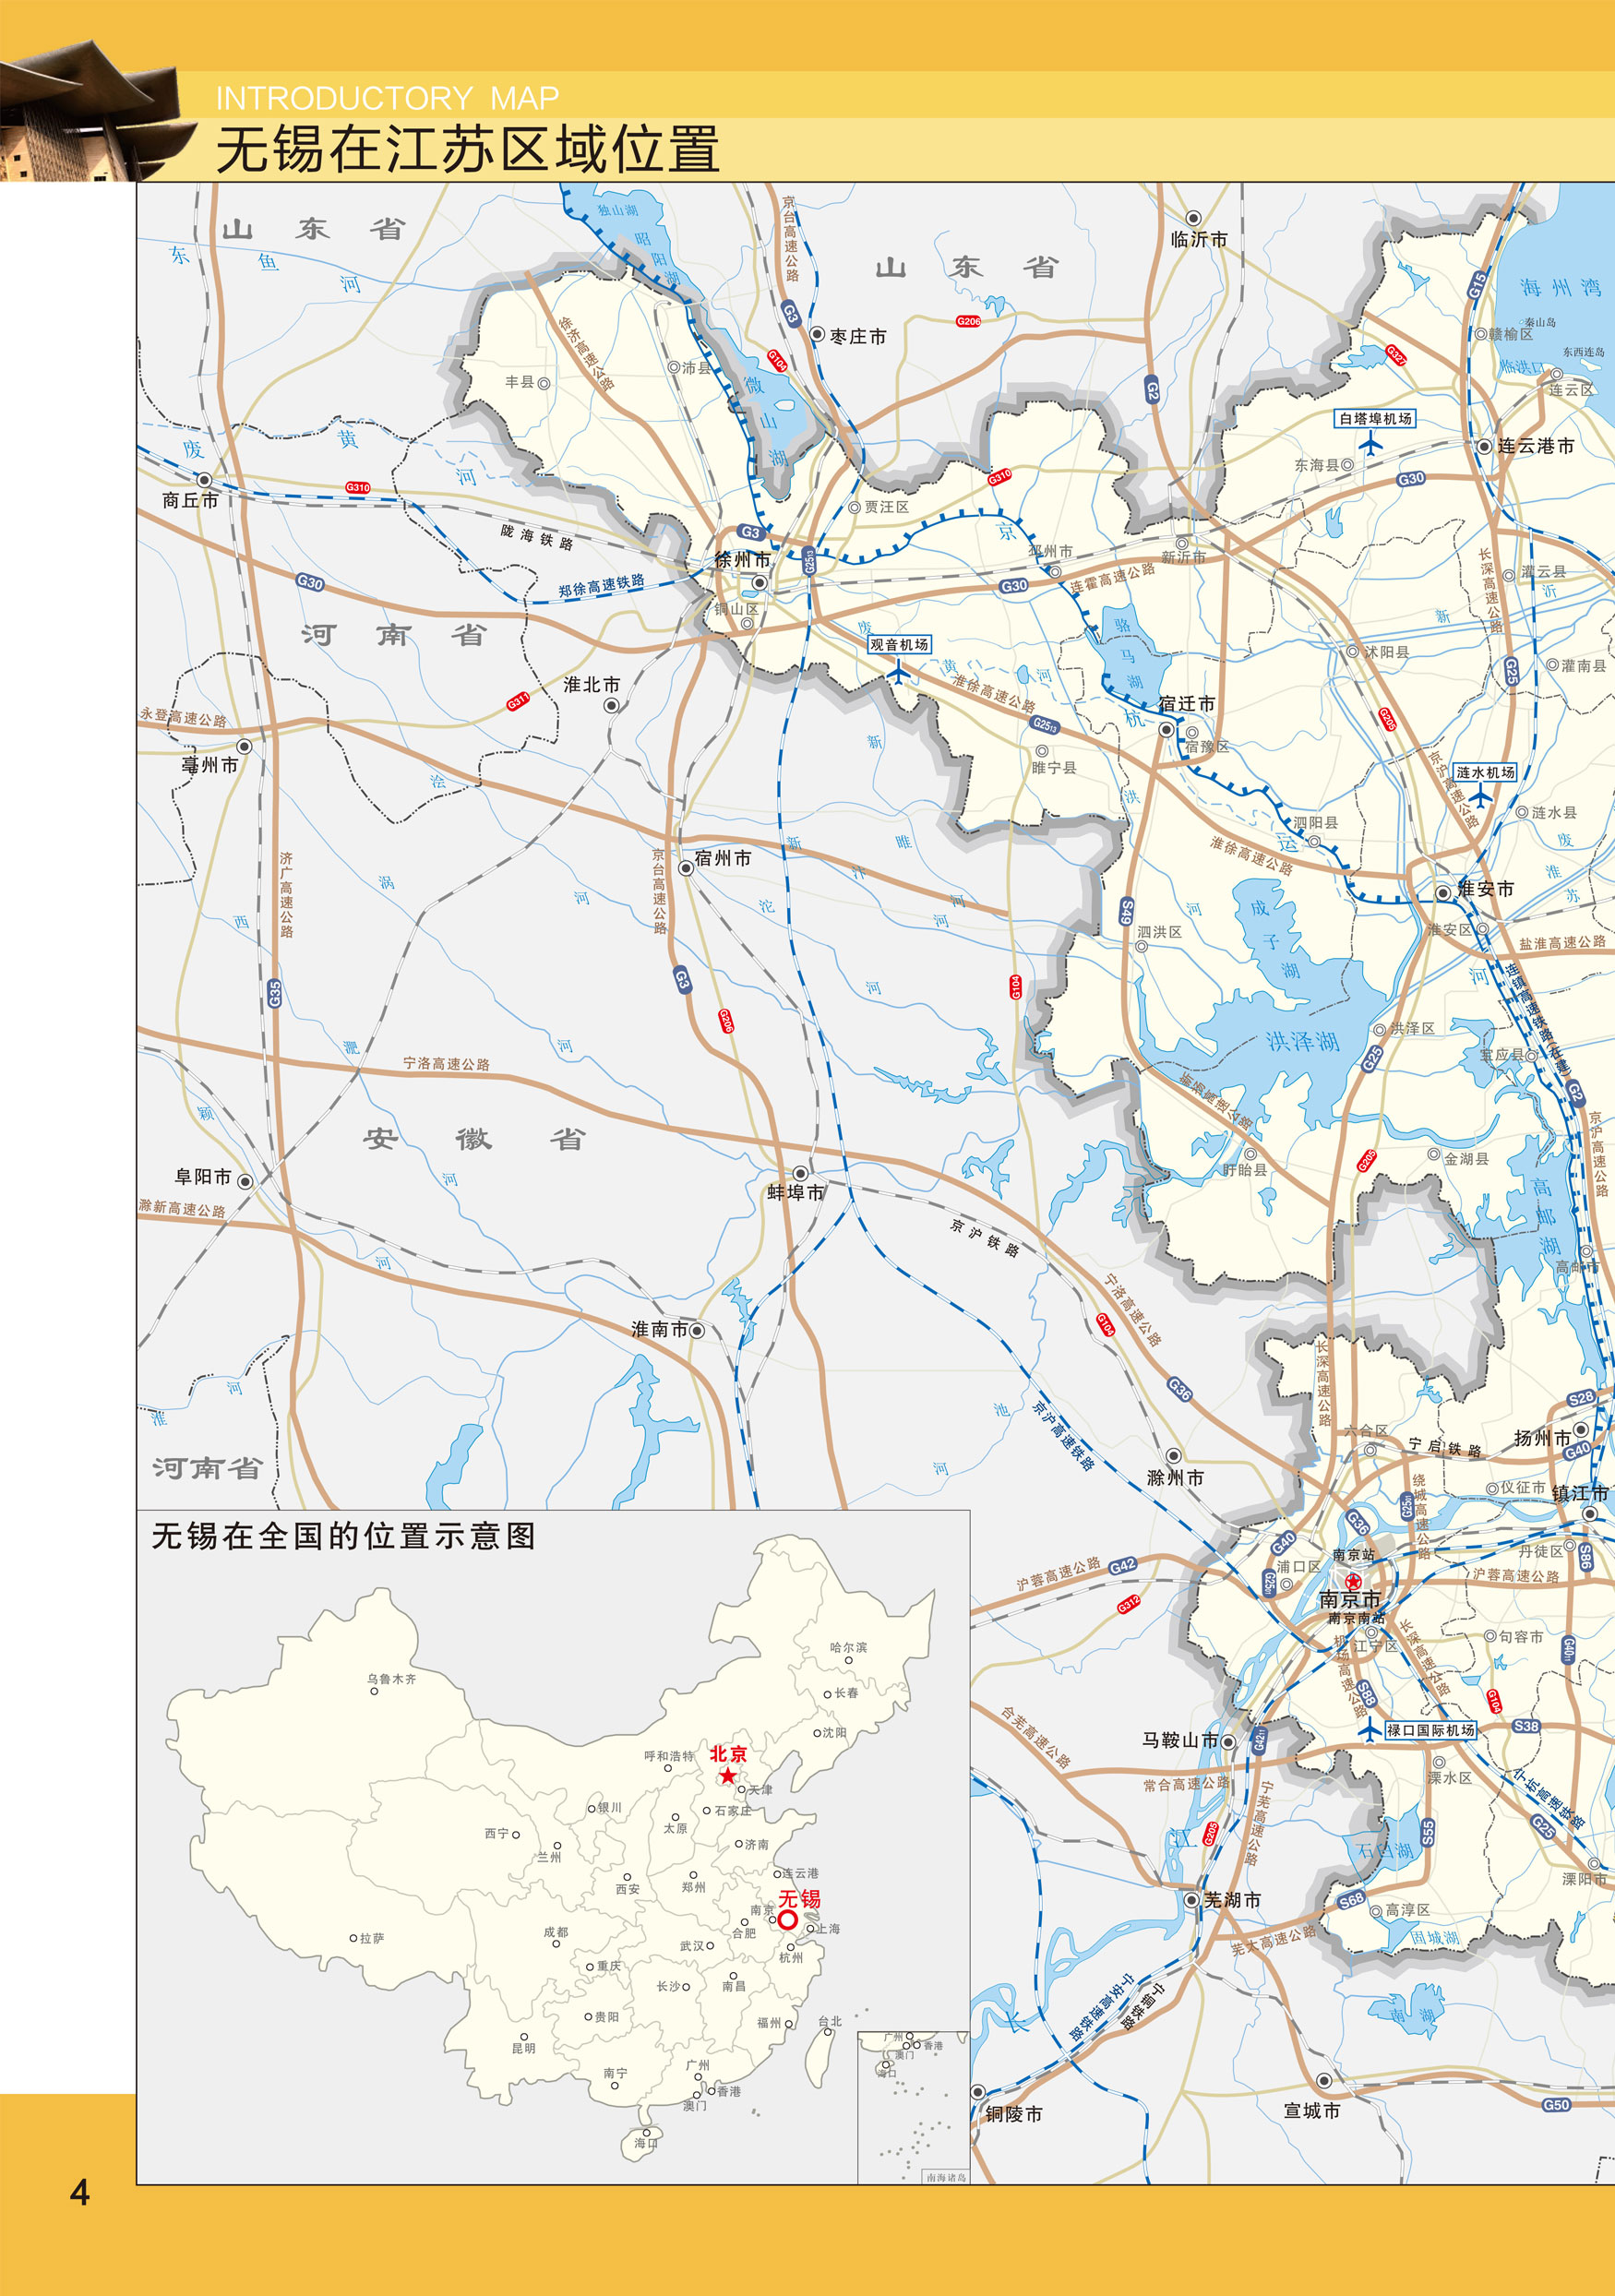 INTRODUCTORY MAP
无锡在江苏区域位置
山东省
东鱼河
独山湖
昭阳湖
京台高速公路
临沂市
山东省
G15
海州湾
秦山岛
G3
枣庄市
G206
徐济高速公路
G104
G327
赣榆区
东西连岛
临洪口
连云区
丰县
沛县
微山湖
G2
白塔埠机场
连云港市
废黄河
东海县
商丘市
G310
G310
G30
贾汪区
陇海铁路
G3
京
徐州市
G2513
邳州市
新沂市
长深高速公路
灌云县
G30
郑徐高速铁路
G30
连霍高速公路
新沂
铜山区
骆马湖
河南省
观音机场
废黄河
沭阳县
灌南县
G25
淮北市
G311
淮徐高速公路
宿迁市
杭
永登高速公路
G2513
宿豫区
G205
亳州市
新
睢宁县
京沪高速公路
涟水机场
浍
洪
涟水县
泗阳县
运
废
宿州市
新
睢
淮徐高速公路
京台高速公路
济广高速公路
汴
淮
涡
河
沱
河
河
河
成子湖
淮安市
苏
西
S49
泗洪区
淮安区
盐淮高速公路
G35
G3
河
G104
河
连镇高速铁路(在建)
G206
洪泽湖
洪泽区
淝
河
宝应县
宁洛高速公路
G25
新扬高速公路
G2
颍
京沪高速公路
安徽省
盱眙县
G205
金湖县
阜阳市
河
蚌埠市
高邮湖
滁新高速公路
京沪铁路
河
宁洛高速公路
高邮市
淮南市
G104
长深高速公路
G36
淮河
池
S28
河南省
京沪高速铁路
六合区
宁启铁路
扬州市
G40
河
滁州市
绕城高速公路
仪征市
镇江市
无锡在全国的位置示意图
G2501
G36
G40
南京站
丹徒区
S86
沪蓉高速公路
G42
浦口区
沪蓉高速公路
G2501
南京市
G312
南京南站
江宁区
句容市
长深高速公路
机场高速公路
G4011
哈尔滨
乌鲁木齐
S88
G104
长春
合芜高速公路
禄口国际机场
S38
沈阳
马鞍山市
G4211
北京
呼和浩特
溧水区
天津
常合高速公路
宁芜高速公路
宁杭高速铁路
银川
石家庄
太原
G25
西宁
江
G205
S55
石臼湖
济南
兰州
连云港
溧阳市
西安
郑州
无锡
S68
芜湖市
高淳区
南京
上海
成都
合肥
芜太高速公路
固城湖
拉萨
武汉
杭州
重庆
宁安高速铁路
宁铜铁路
长沙
南昌
南湖
贵阳
福州
台北
长
昆明
广州
香港
澳门
海口
南宁
广州
香港
澳门
铜陵市
宣城市
G50
海口
南海诸岛
4